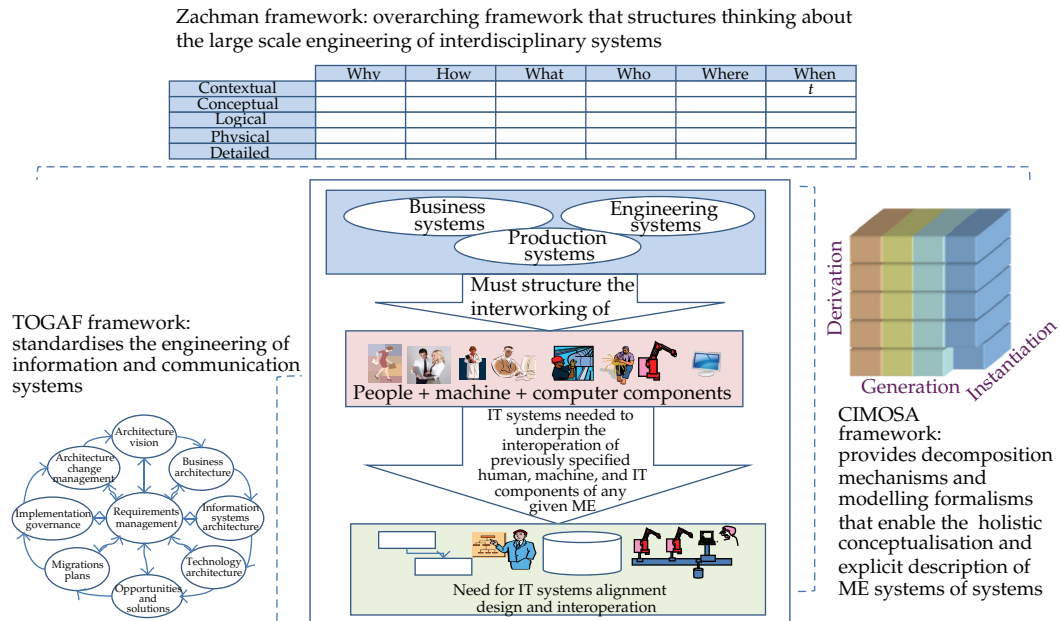 Zachman framework: overarching framework that structures thinking about
the large scale engineering of interdisciplinary systems
Why How What Who Where When
Contextual t
Conceptual
Logical
Physical
Detailed
Business
systems
Engineering
systems
Production
systems
Must structure the
interworking of
People + machine + computer components
IT systems needed to
underpin the
interoperation of
previously specified
human, machine, and IT
components of any
given ME
Need for IT systems alignment
design and interoperation
TOGAF framework:
standardises the engineering of
information and communication
systems
Architecture
vision
Business
architecture
Information
systems
architecture
Technology
architecture
Opportunities
and
solutions
Migrations
plans
Implementation
governance
Architecture
change
management
Requirements
management
Derivation
Generation
Instantiation
CIMOSA
framework:
provides decomposition
mechanisms and
modelling formalisms
that enable the holistic
conceptualisation and
explicit description of
ME systems of systems